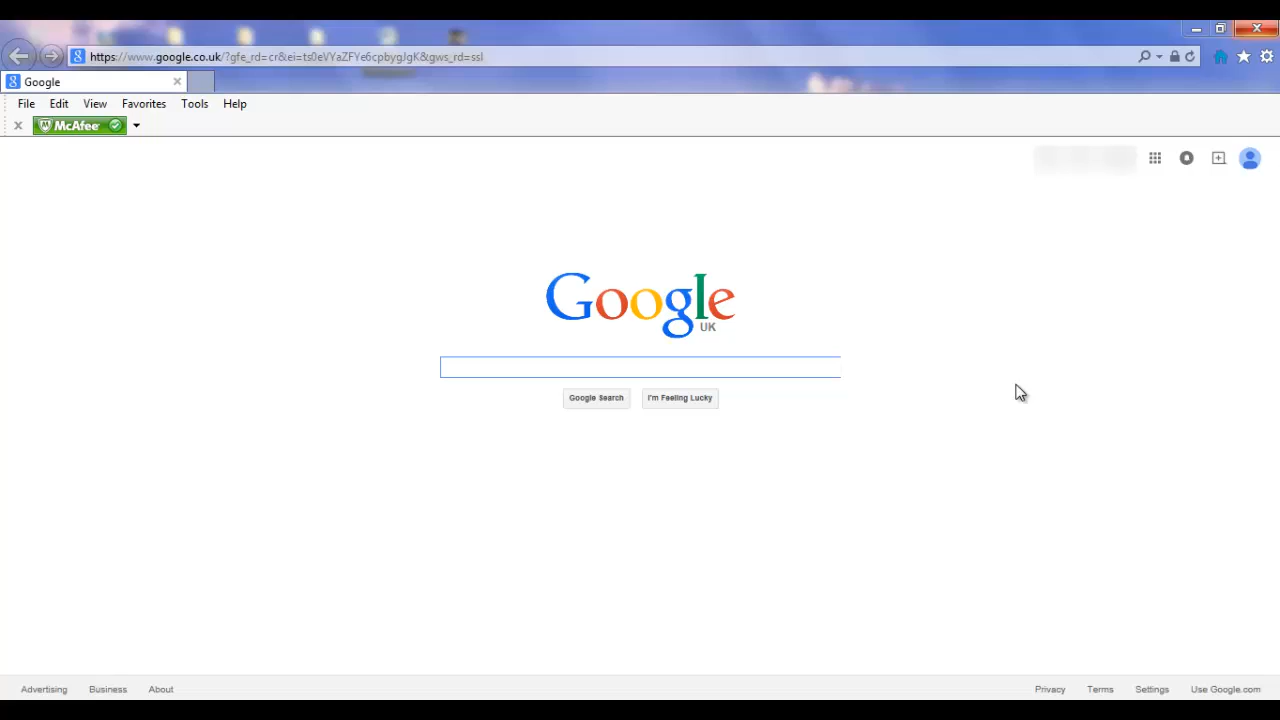 https://www.google.co.uk/?gfe_rd=cr&ei=ts0eVYaZFYe6cpbygJgK&gws_rd=ssl
Google
File Edit View Favorites Tools Help
McAfee
Google
UK
Google Search I'm Feeling Lucky
Advertising Business About Privacy Terms Settings Use Google.com